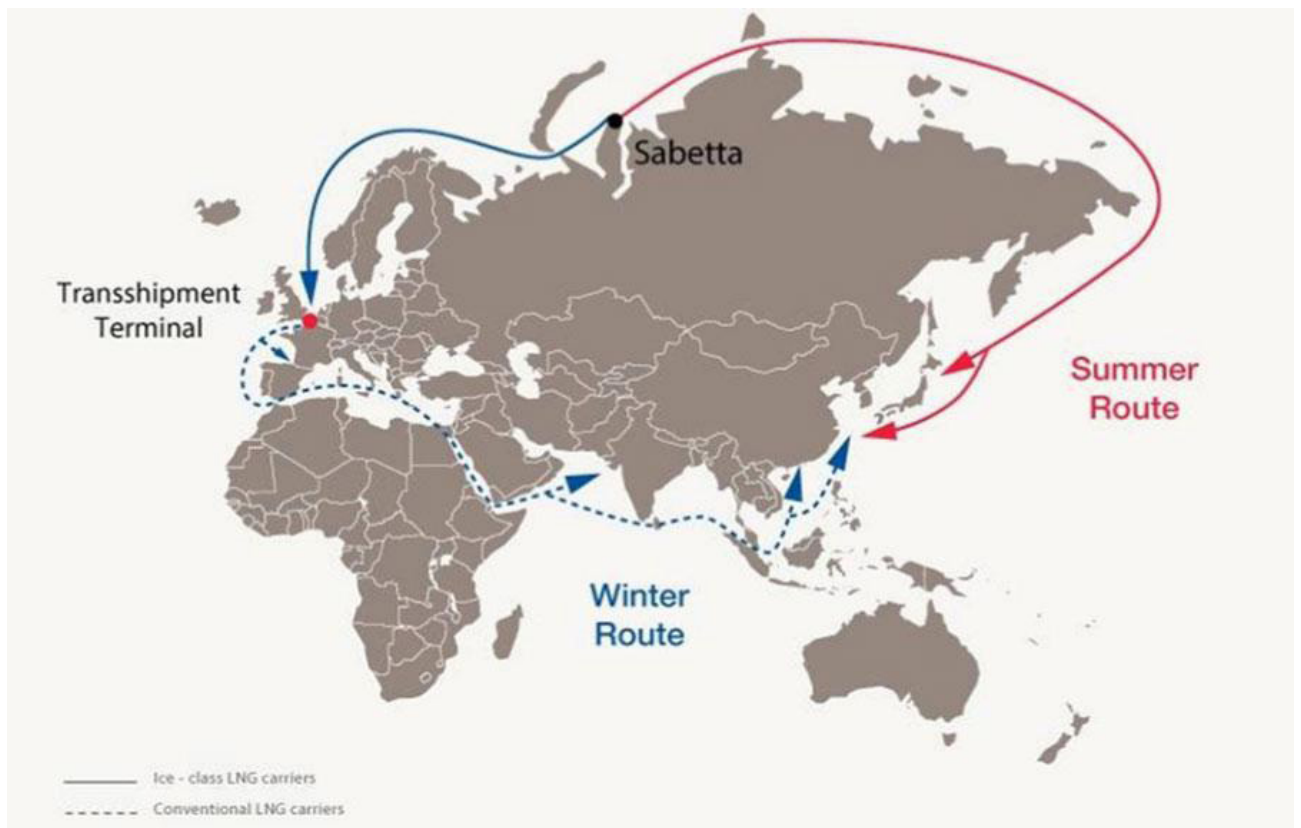 Sabetta
Transshipment
Terminal
Summer
Route
Winter
Route
Ice - class LNG carriers
Conventional LNG carriers